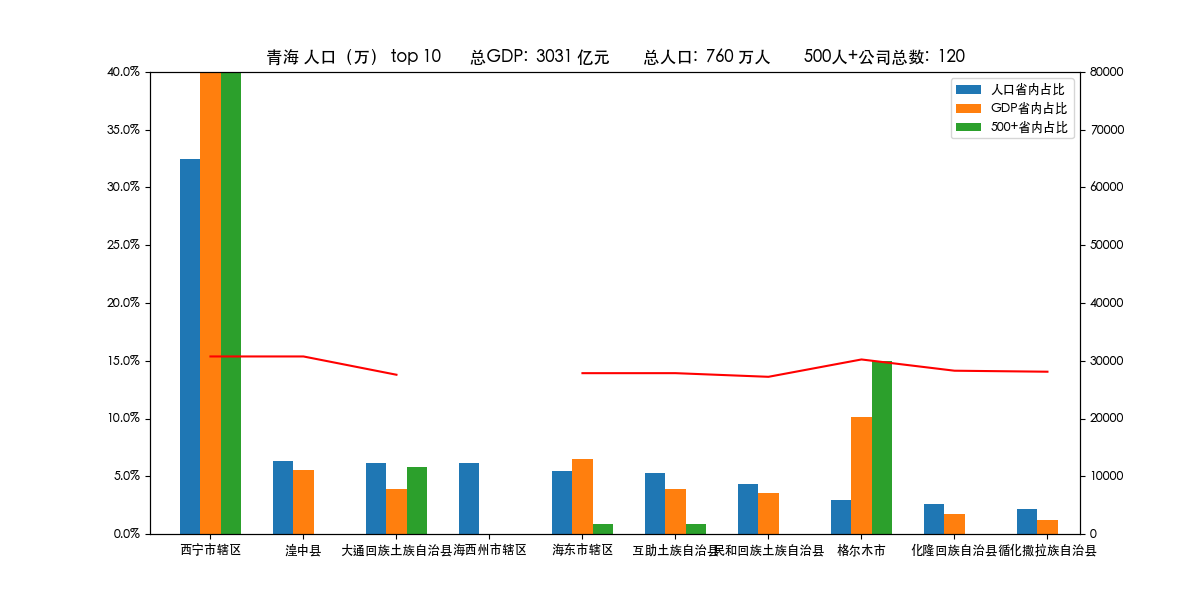 青海 人口（万） top 10 总GDP: 3031 亿元 总人口: 760 万人 500人+公司总数: 120
人口省内占比
GDP省内占比
500+省内占比
40.0%
35.0%
30.0%
25.0%
20.0%
15.0%
10.0%
5.0%
0.0%
80000
70000
60000
50000
40000
30000
20000
10000
0
西宁市辖区
湟中县
大通回族土族自治县
海西州市辖区
海东市辖区
互助土族自治县
民和回族土族自治县
格尔木市
化隆回族自治县
循化撒拉族自治县